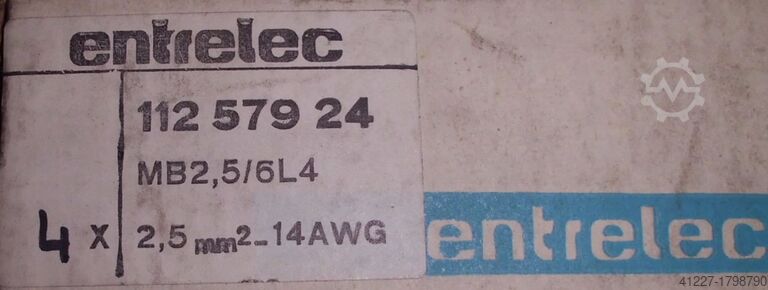 entrelec
112 579 24
MB2,5/6L4
4 x 2,5 mm2-14AWG
entrelec
41227-1798790